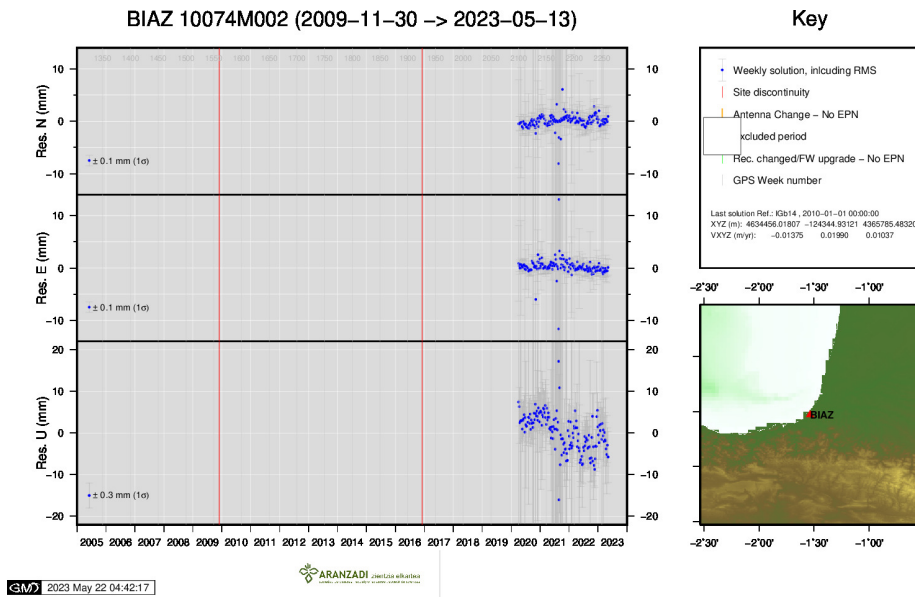 BIAZ 10074M002 (2009−11−30 −> 2023−05−13)
Key
1350 1400 1450 1500 1550 1600 1650 1700 1750 1800 1850 1900 1950 2000 2050 2100 2150 2200 2250
Res. N (mm)
10 10
0 0
−10 −10
± 0.1 mm (1σ)
Res. E (mm)
10 10
0 0
−10 −10
± 0.1 mm (1σ)
Res. U (mm)
20 20
10 10
0 0
−10 −10
−20 −20
± 0.3 mm (1σ)
2005 2006 2007 2008 2009 2010 2011 2012 2013 2014 2015 2016 2017 2018 2019 2020 2021 2022 2023
Weekly solution, inlcuding RMS
Site discontinuity
Antenna Change − No EPN
xcluded period
Rec. changed/FW upgrade − No EPN
GPS Week number
Last solution Ref.: IGb14 , 2010−01−01 00:00:00
XYZ (m): 4634456.01807 −124344.93121 4365785.48320
VXYZ (m/yr): −0.01375 0.01990 0.01037
−2°30' −2°00' −1°30' −1°00'
BIAZ
−2°30' −2°00' −1°30' −1°00'
ARANZADI zientzia elkartea
GMT 2023 May 22 04:42:17